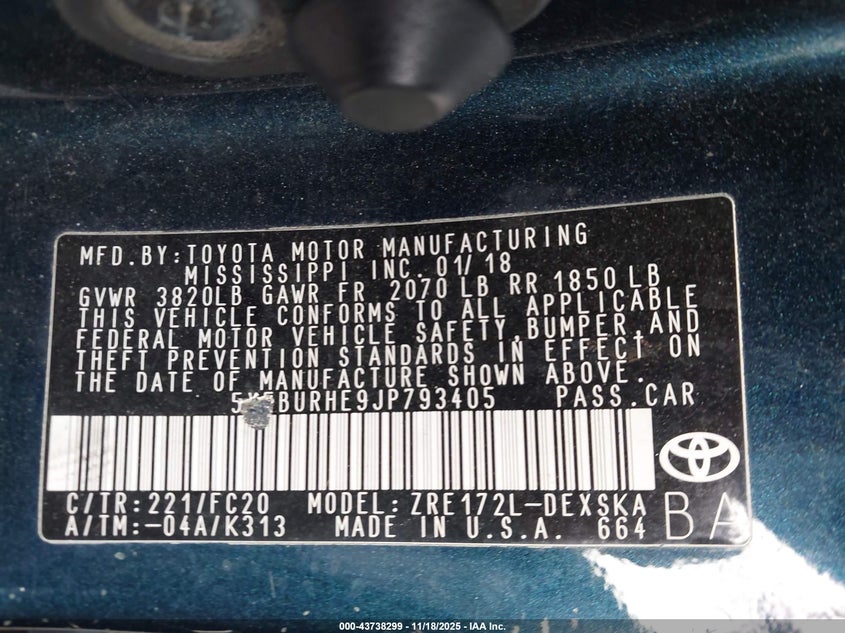 MFD.BY:TOYOTA MOTOR MANUFACTURING
MISSISSIPPI INC. 01/18
GVWR 3820LB GAWR FR 2070 LB RR 1850 LB
THIS VEHICLE CONFORMS TO ALL APPLICABLE
FEDERAL MOTOR VEHICLE SAFETY,BUMPER,AND
THEFT PREVENTION STANDARDS IN EFFECT ON
THE DATE OF MANUFACTURE SHOWN ABOVE.
PASS.CAR
C/TR:221/FC20 MODEL:ZRE172L-DEXSKA
A/TM:-04A/K313 MADE IN U.S.A. 664
BA
000-43738299 - 11/18/2025 - IAA Inc.